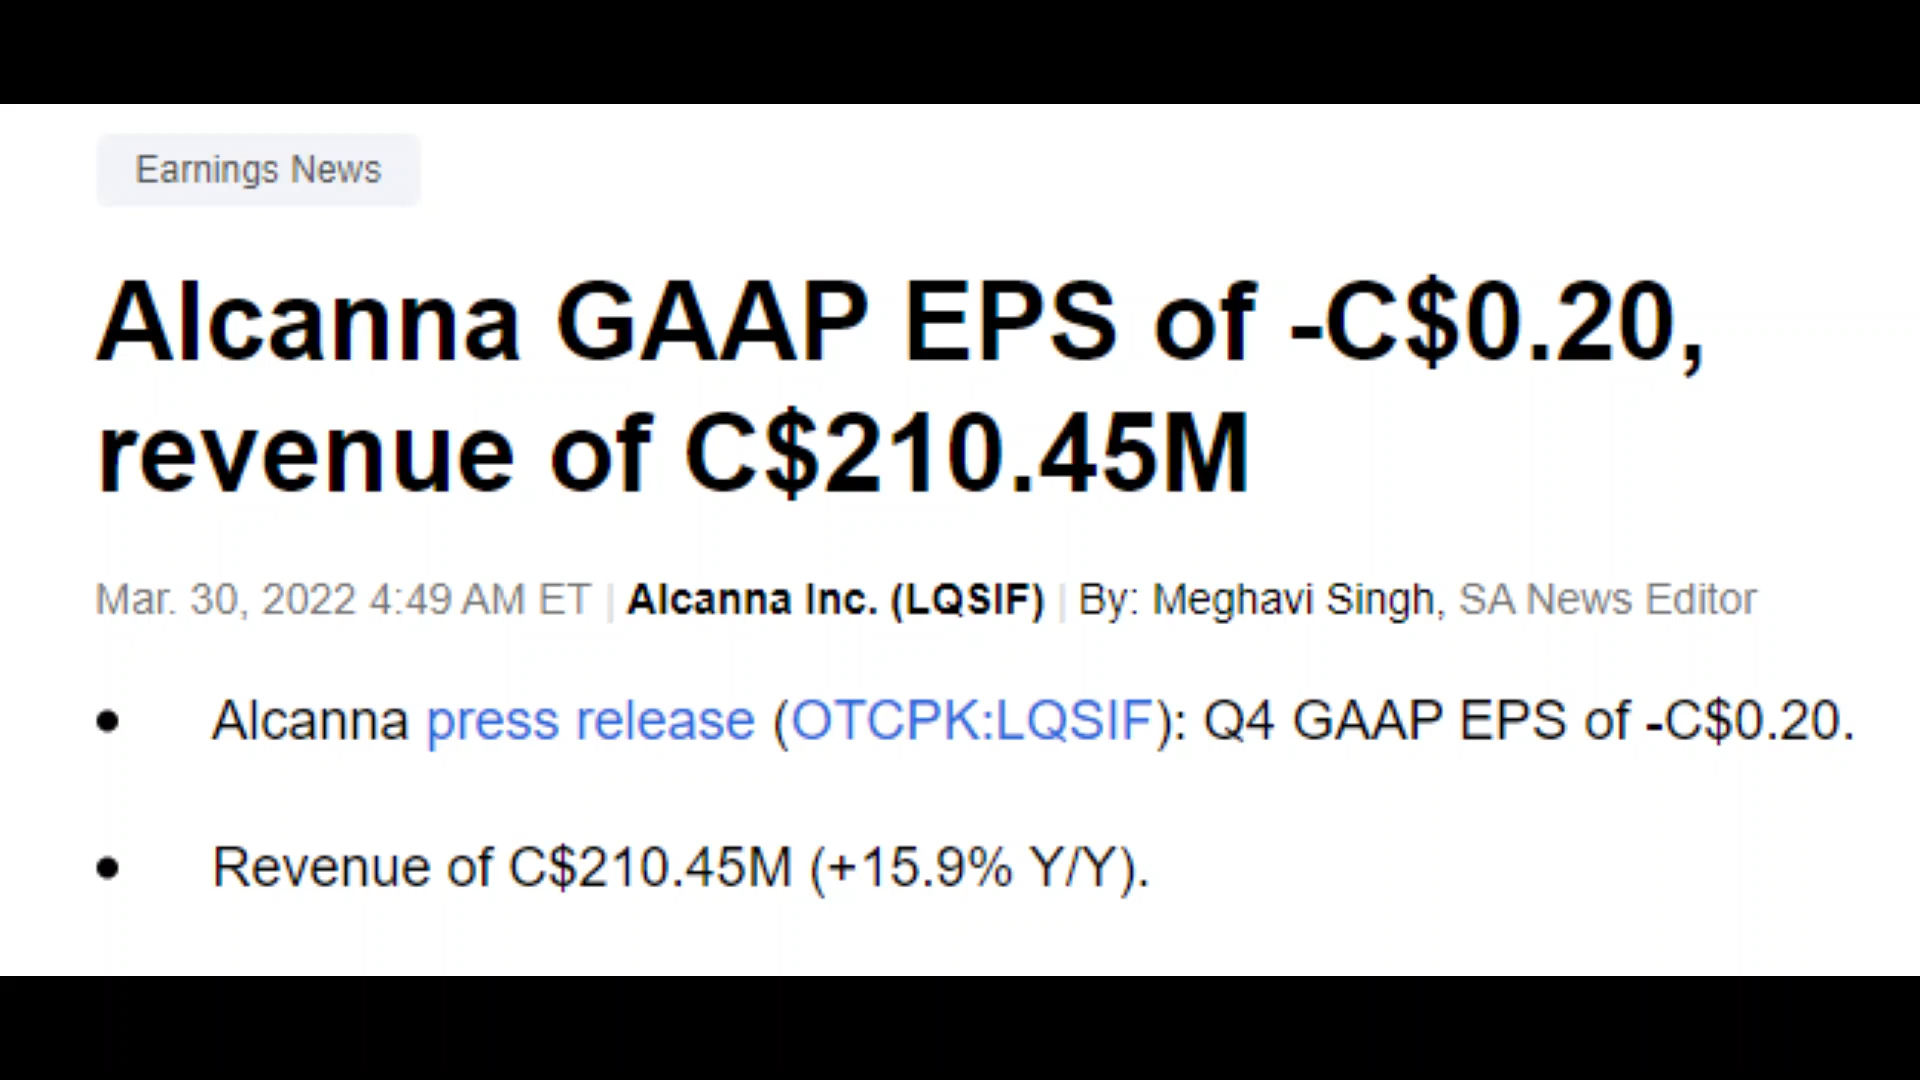 Earnings News
Alcanna GAAP EPS of -C$0.20,
revenue of C$210.45M
Mar. 30, 2022 4:49 AM ET | Alcanna Inc. (LQSIF) | By: Meghavi Singh, SA News Editor
• Alcanna press release (OTCPK:LQSIF): Q4 GAAP EPS of -C$0.20.
• Revenue of C$210.45M (+15.9% Y/Y).